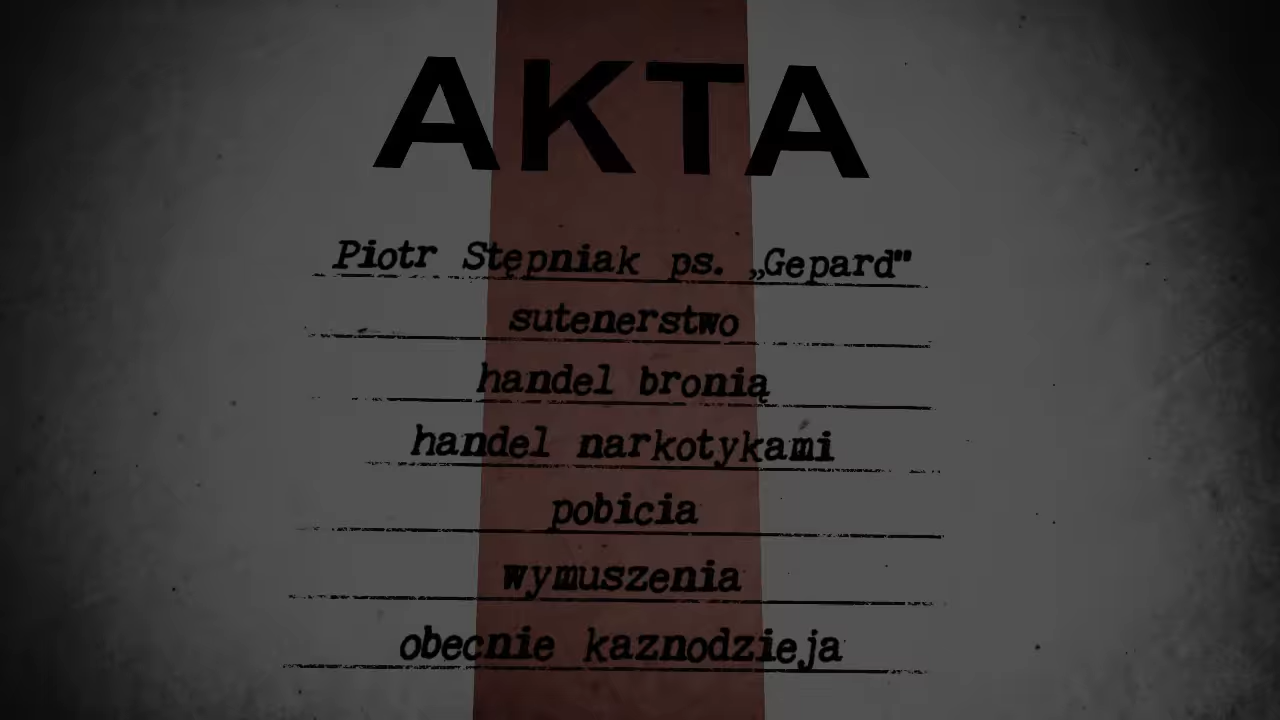 AKTA
Piotr Stępniak ps. „Gepard"
sutenerstwo
handel bronią
handel narkotykami
pobicia
wymuszenia
obecnie kaznodzieja